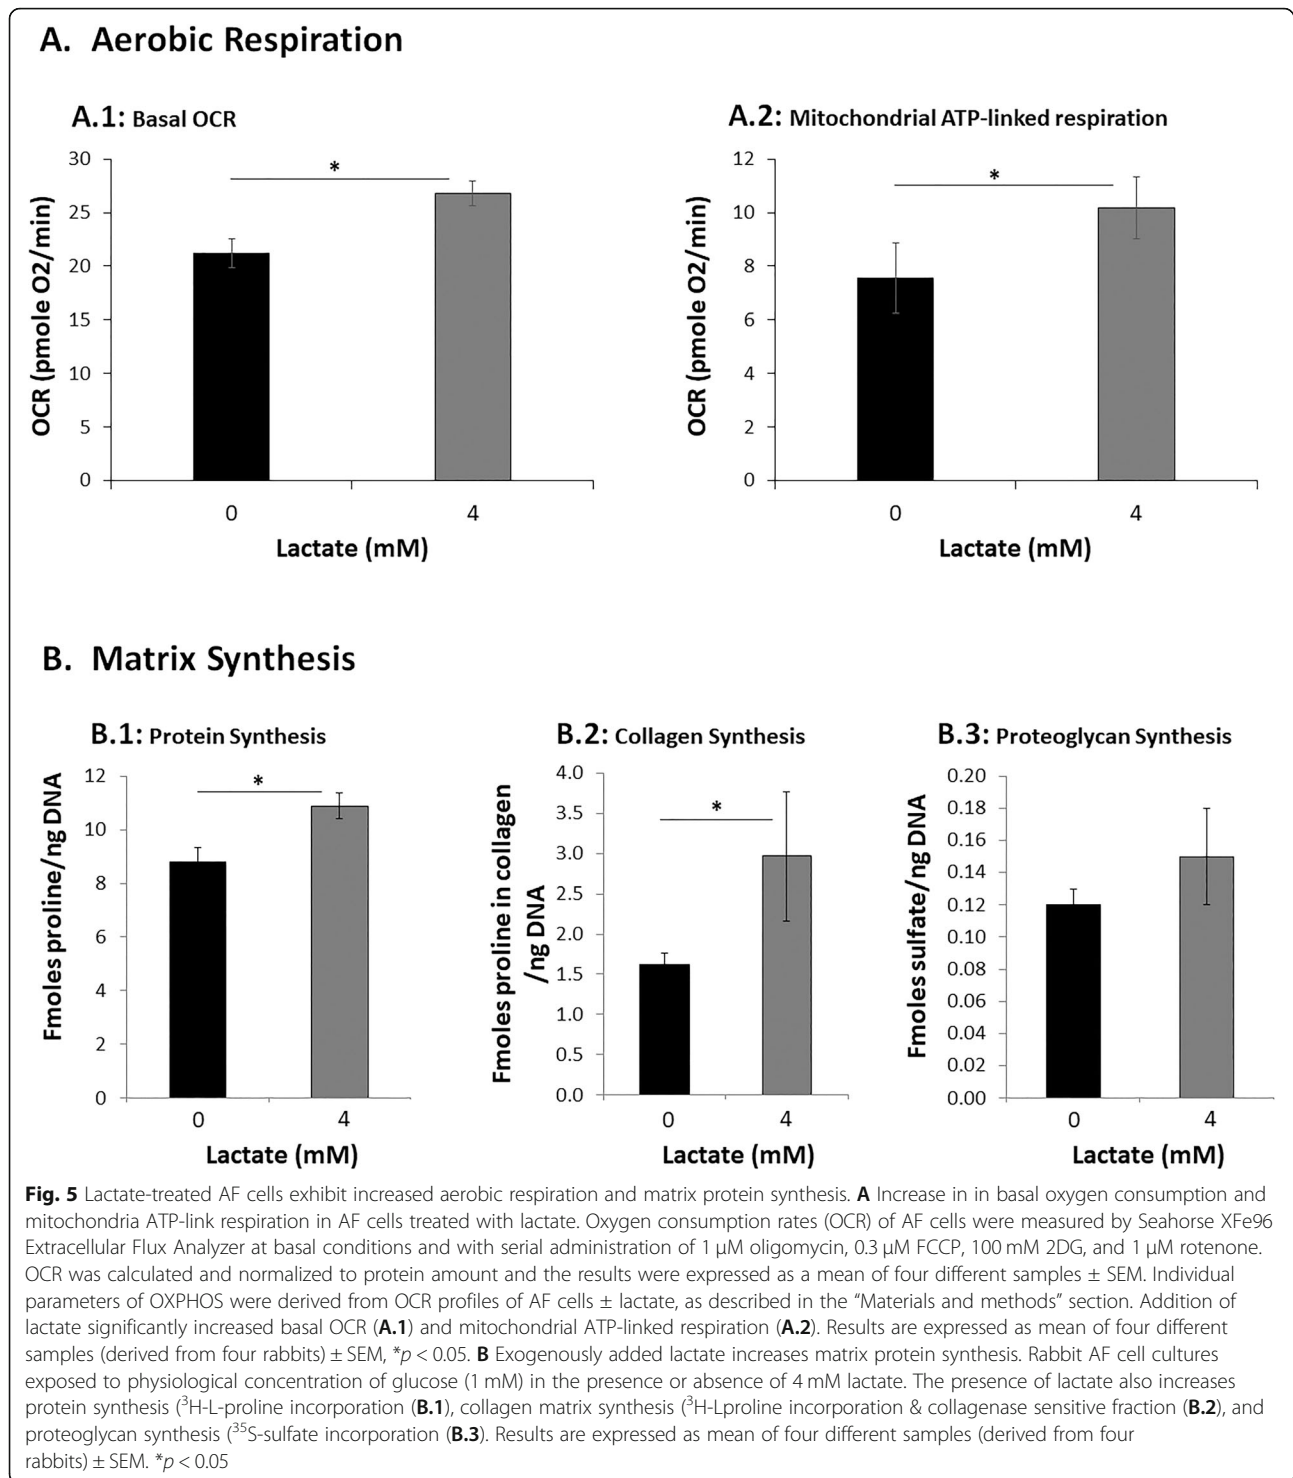 A. Aerobic Respiration
A.1: Basal OCR
30
25
20
15
10
5
0
OCR (pmole O2/min)
*
0
4
Lactate (mM)
A.2: Mitochondrial ATP-linked respiration
12
10
8
6
4
2
0
OCR (pmole O2/min)
*
0
4
Lactate (mM)
B. Matrix Synthesis
B.1: Protein Synthesis
12
10
8
6
4
2
0
Fmoles proline/ng DNA
*
0
4
Lactate (mM)
B.2: Collagen Synthesis
4.0
3.5
3.0
2.5
2.0
1.5
1.0
0.5
0.0
Fmoles proline in collagen
/ng DNA
*
0
4
Lactate (mM)
B.3: Proteoglycan Synthesis
0.20
0.18
0.16
0.14
0.12
0.10
0.08
0.06
0.04
0.02
0.00
Fmoles sulfate/ng DNA
0
4
Lactate (mM)
Fig. 5 Lactate-treated AF cells exhibit increased aerobic respiration and matrix protein synthesis. A Increase in in basal oxygen consumption and
mitochondria ATP-link respiration in AF cells treated with lactate. Oxygen consumption rates (OCR) of AF cells were measured by Seahorse XFe96
Extracellular Flux Analyzer at basal conditions and with serial administration of 1 μM oligomycin, 0.3 μM FCCP, 100 mM 2DG, and 1 μM rotenone.
OCR was calculated and normalized to protein amount and the results were expressed as a mean of four different samples ± SEM. Individual
parameters of OXPHOS were derived from OCR profiles of AF cells ± lactate, as described in the “Materials and methods” section. Addition of
lactate significantly increased basal OCR (A.1) and mitochondrial ATP-linked respiration (A.2). Results are expressed as mean of four different
samples (derived from four rabbits) ± SEM, *p < 0.05. B Exogenously added lactate increases matrix protein synthesis. Rabbit AF cell cultures
exposed to physiological concentration of glucose (1 mM) in the presence or absence of 4 mM lactate. The presence of lactate also increases
protein synthesis (³H-L-proline incorporation (B.1), collagen matrix synthesis (³H-Lproline incorporation & collagenase sensitive fraction (B.2), and
proteoglycan synthesis (³⁵S-sulfate incorporation (B.3). Results are expressed as mean of four different samples (derived from four
rabbits) ± SEM. *p < 0.05